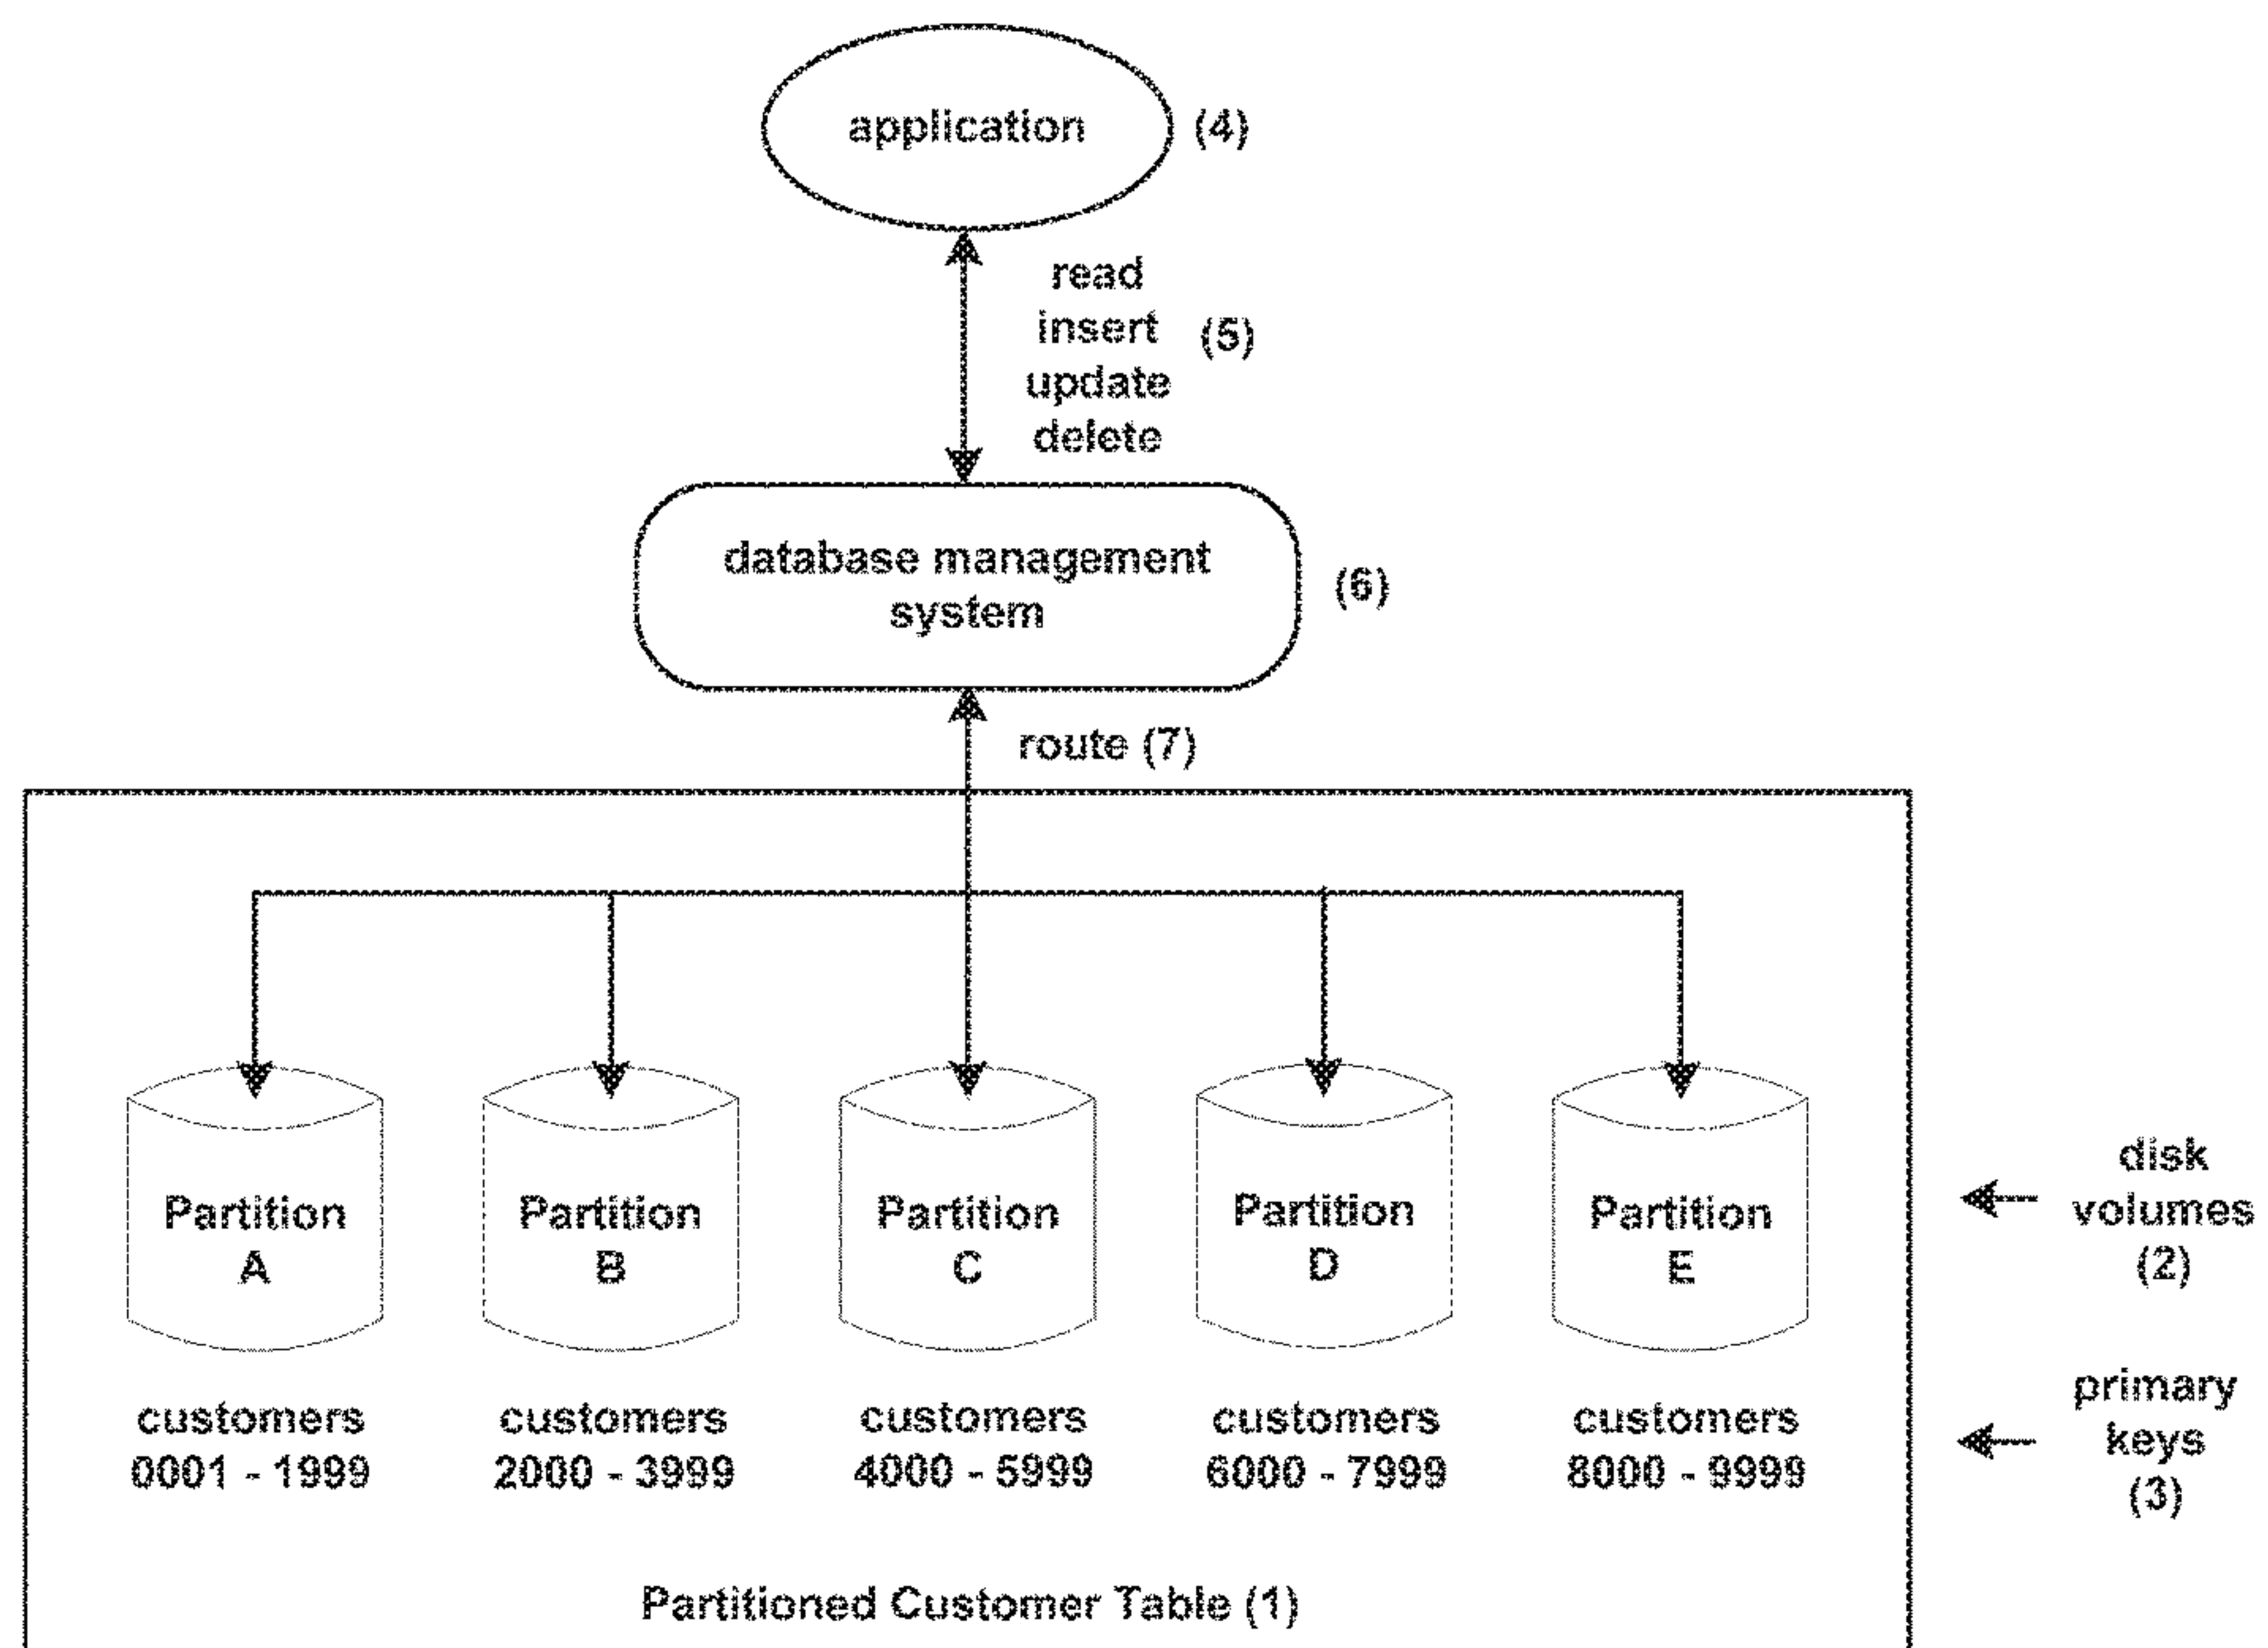 application (4)
read
insert (5)
update
delete
database management
system
(6)
route (7)
Partition
A
Partition
B
Partition
C
Partition
D
Partition
E
disk
volumes
(2)
customers
0001 - 1999
customers
2000 - 3999
customers
4000 - 5999
customers
6000 - 7999
customers
8000 - 9999
primary
keys
(3)
Partitioned Customer Table (1)